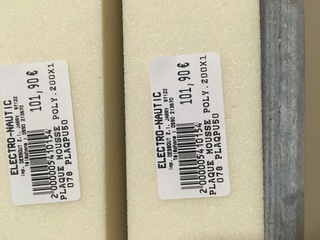 ELECTRO-NAUTIC
101,90 €
2000005410154
PLAQUE MOUSSE POLY.200X1
078 PLAQPU50
ELECTRO-NAUTIC
101,90 €
2000005410154
PLAQUE MOUSSE POLY.200X1
078 PLAQPU50